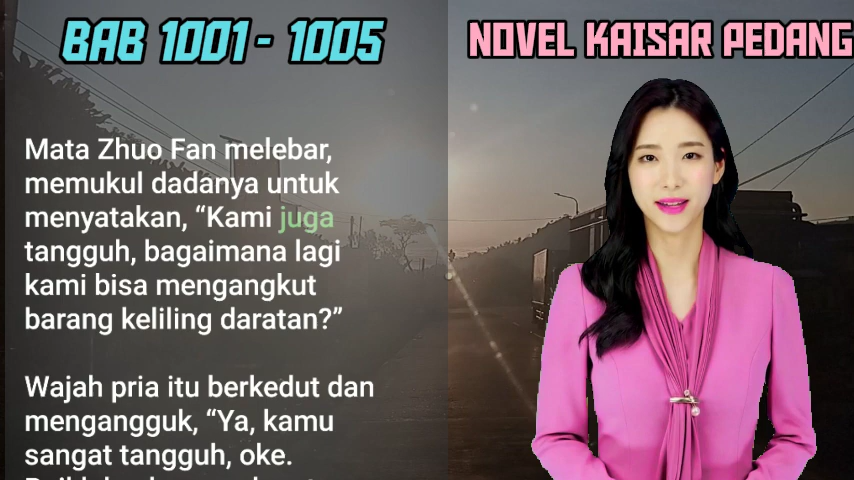 BAB 1001 - 1005
NOVEL KAISAR PEDANG
Mata Zhuo Fan melebar,
memukul dadanya untuk
menyatakan, “Kami juga
tangguh, bagaimana lagi
kami bisa mengangkut
barang keliling daratan?”
Wajah pria itu berkedut dan
mengangguk, “Ya, kamu
sangat tangguh, oke.